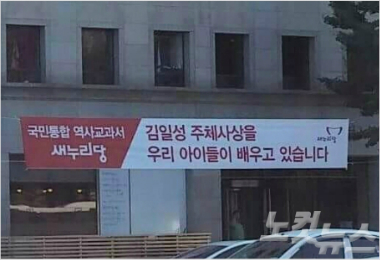 국민통합 역사교과서
새누리당
김일성 주체사상을
우리 아이들이 배우고 있습니다
새누리당
노컷뉴스